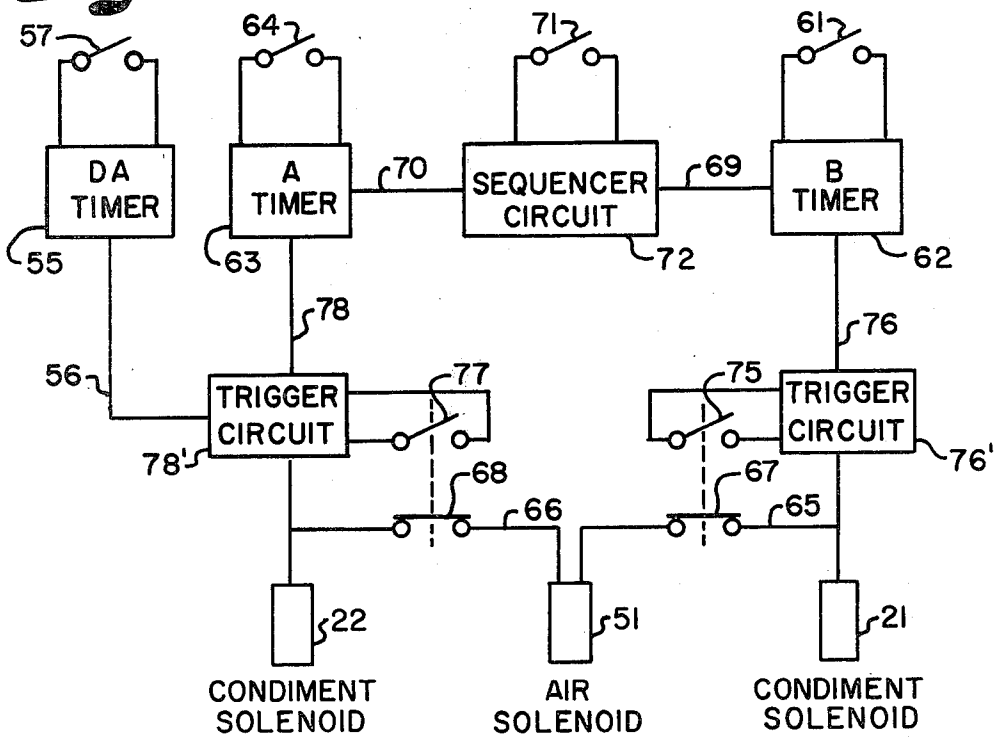 57
64
71
61
DA
TIMER
A
TIMER
70
SEQUENCER
CIRCUIT
69
B
TIMER
55
63
72
62
78
76
56
TRIGGER
CIRCUIT
77
75
TRIGGER
CIRCUIT
78'
76'
68
66
67
65
22
51
21
CONDIMENT
SOLENOID
AIR
SOLENOID
CONDIMENT
SOLENOID